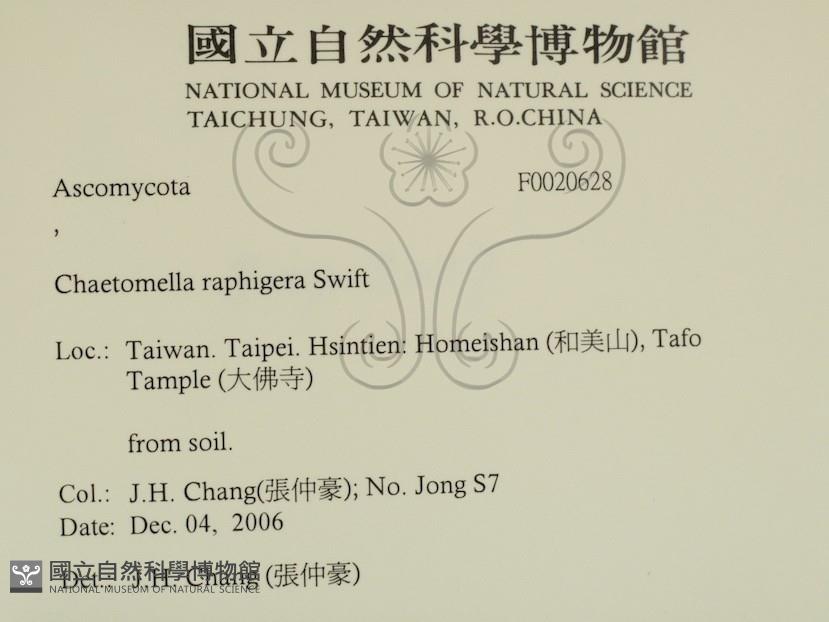 國立自然科學博物館
NATIONAL MUSEUM OF NATURAL SCIENCE
TAICHUNG, TAIWAN, R.O.CHINA
Ascomycota F0020628
,
Chaetomella raphigera Swift
Loc.: Taiwan. Taipei. Hsintien: Homeishan (和美山), Tafo
Tample (大佛寺)
from soil.
Col.: J.H. Chang(張仲豪); No. Jong S7
Date: Dec. 04, 2006
Det.: J.H. Chang (張仲豪)
國立自然科學博物館
NATIONAL MUSEUM OF NATURAL SCIENCE